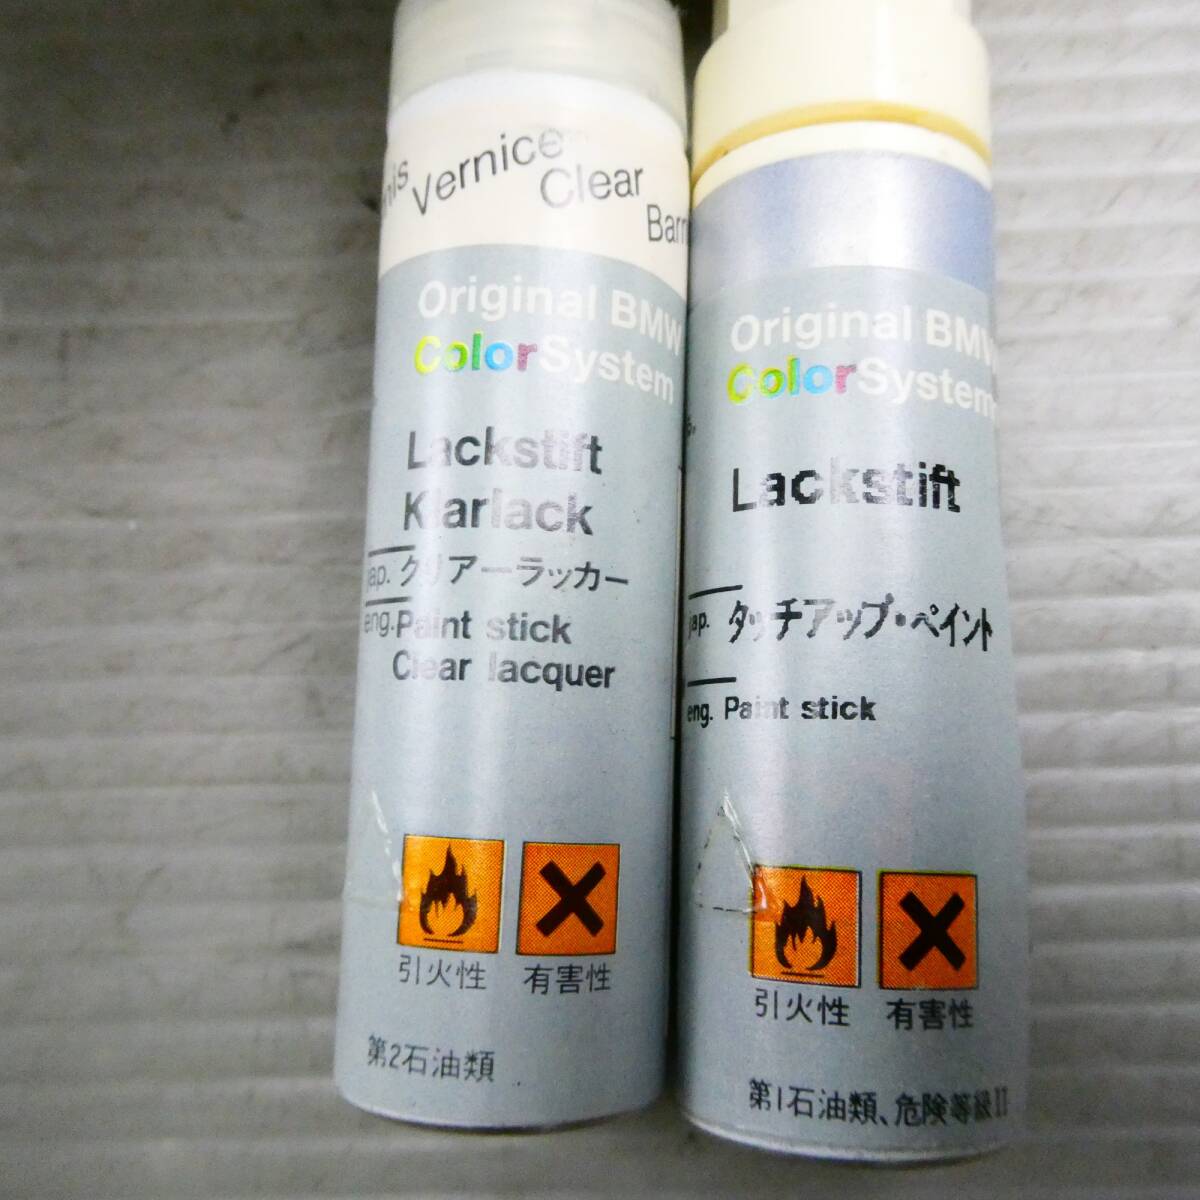 Vernice
Clear
Original BMW
ColorSystem
Lackstift
Klarlack
jap. クリアーラッカー
eng. Paint stick
Clear lacquer
引火性
有害性
第2石油類
Original BMW
ColorSystem
Lackstift
jap. タッチアップ・ペイント
eng. Paint stick
引火性
有害性
第1石油類、危険等級II